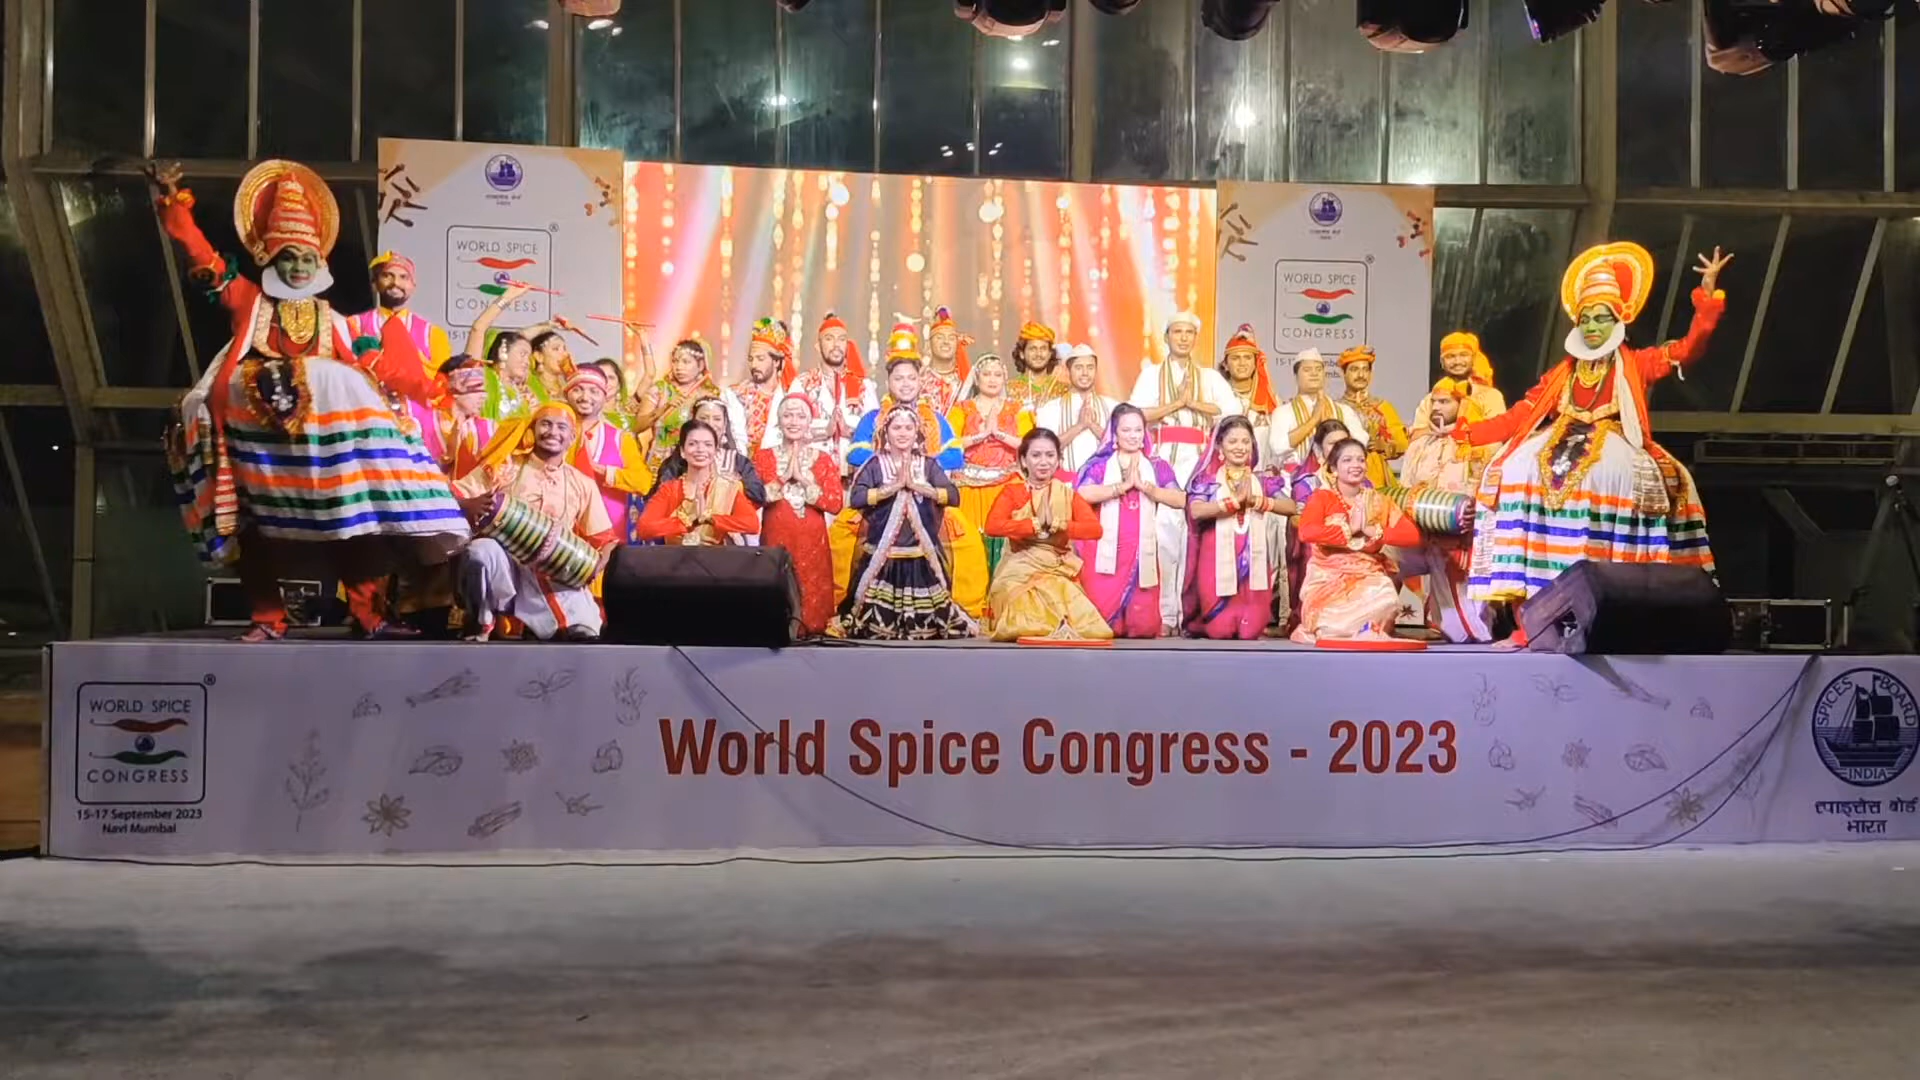 WORLD SPICE
CONGRESS
WORLD SPICE
CONGRESS
World Spice Congress - 2023
WORLD SPICE
CONGRESS
15-17 September 2023
Navi Mumbai
SPICES BOARD
INDIA
स्पाइसेस बोर्ड
भारत